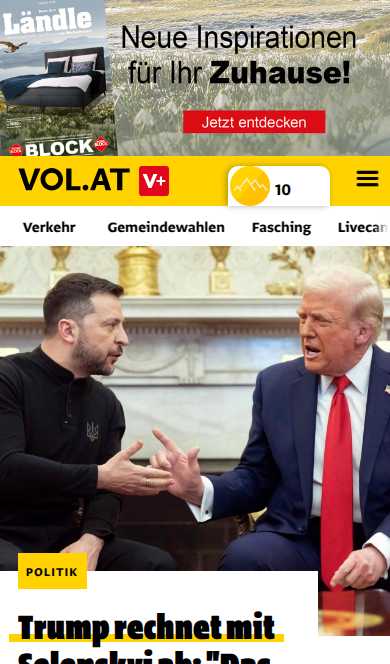 Ländle
Neue Inspirationen
für Ihr Zuhause!
Jetzt entdecken
BLOCK
VOL.AT V+
10
Verkehr Gemeindewahlen Fasching Livecam
POLITIK
Trump rechnet mit
Selenskyj ab: "Das